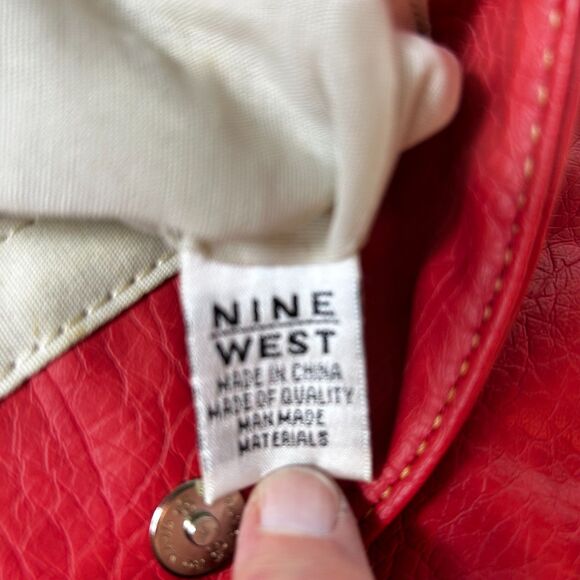 NINE
WEST
MADE IN CHINA
MADE OF QUALITY
MAN MADE
MATERIALS